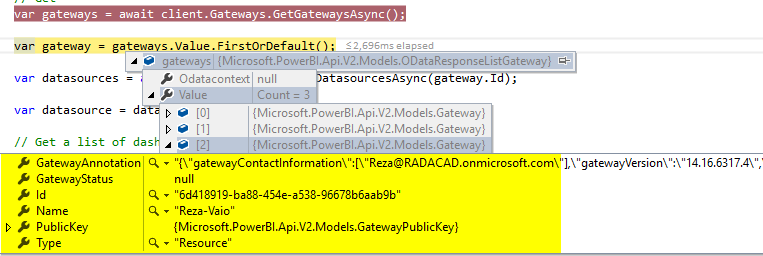 // Get
var gateways = await client.Gateways.GetGatewaysAsync();
var gateway = gateways.Value.FirstOrDefault(); ≤2,696ms elapsed
gateways {Microsoft.PowerBI.Api.V2.Models.ODataResponseListGateway}
Odatacontext null
var datasources = a DatasourcesAsync(gateway.Id);
Value Count = 3
var datasource = data
[0] {Microsoft.PowerBI.Api.V2.Models.Gateway}
[1] {Microsoft.PowerBI.Api.V2.Models.Gateway}
// Get a list of dash [2] {Microsoft.PowerBI.Api.V2.Models.Gateway}
GatewayAnnotation "{\"gatewayContactInformation\":[\"Reza@RADACAD.onmicrosoft.com\"],\"gatewayVersion\":\"14.16.6317.4\",
GatewayStatus null
Id "6d418919-ba88-454e-a538-96678b6aab9b"
Name "Reza-Vaio"
PublicKey {Microsoft.PowerBI.Api.V2.Models.GatewayPublicKey}
Type "Resource"